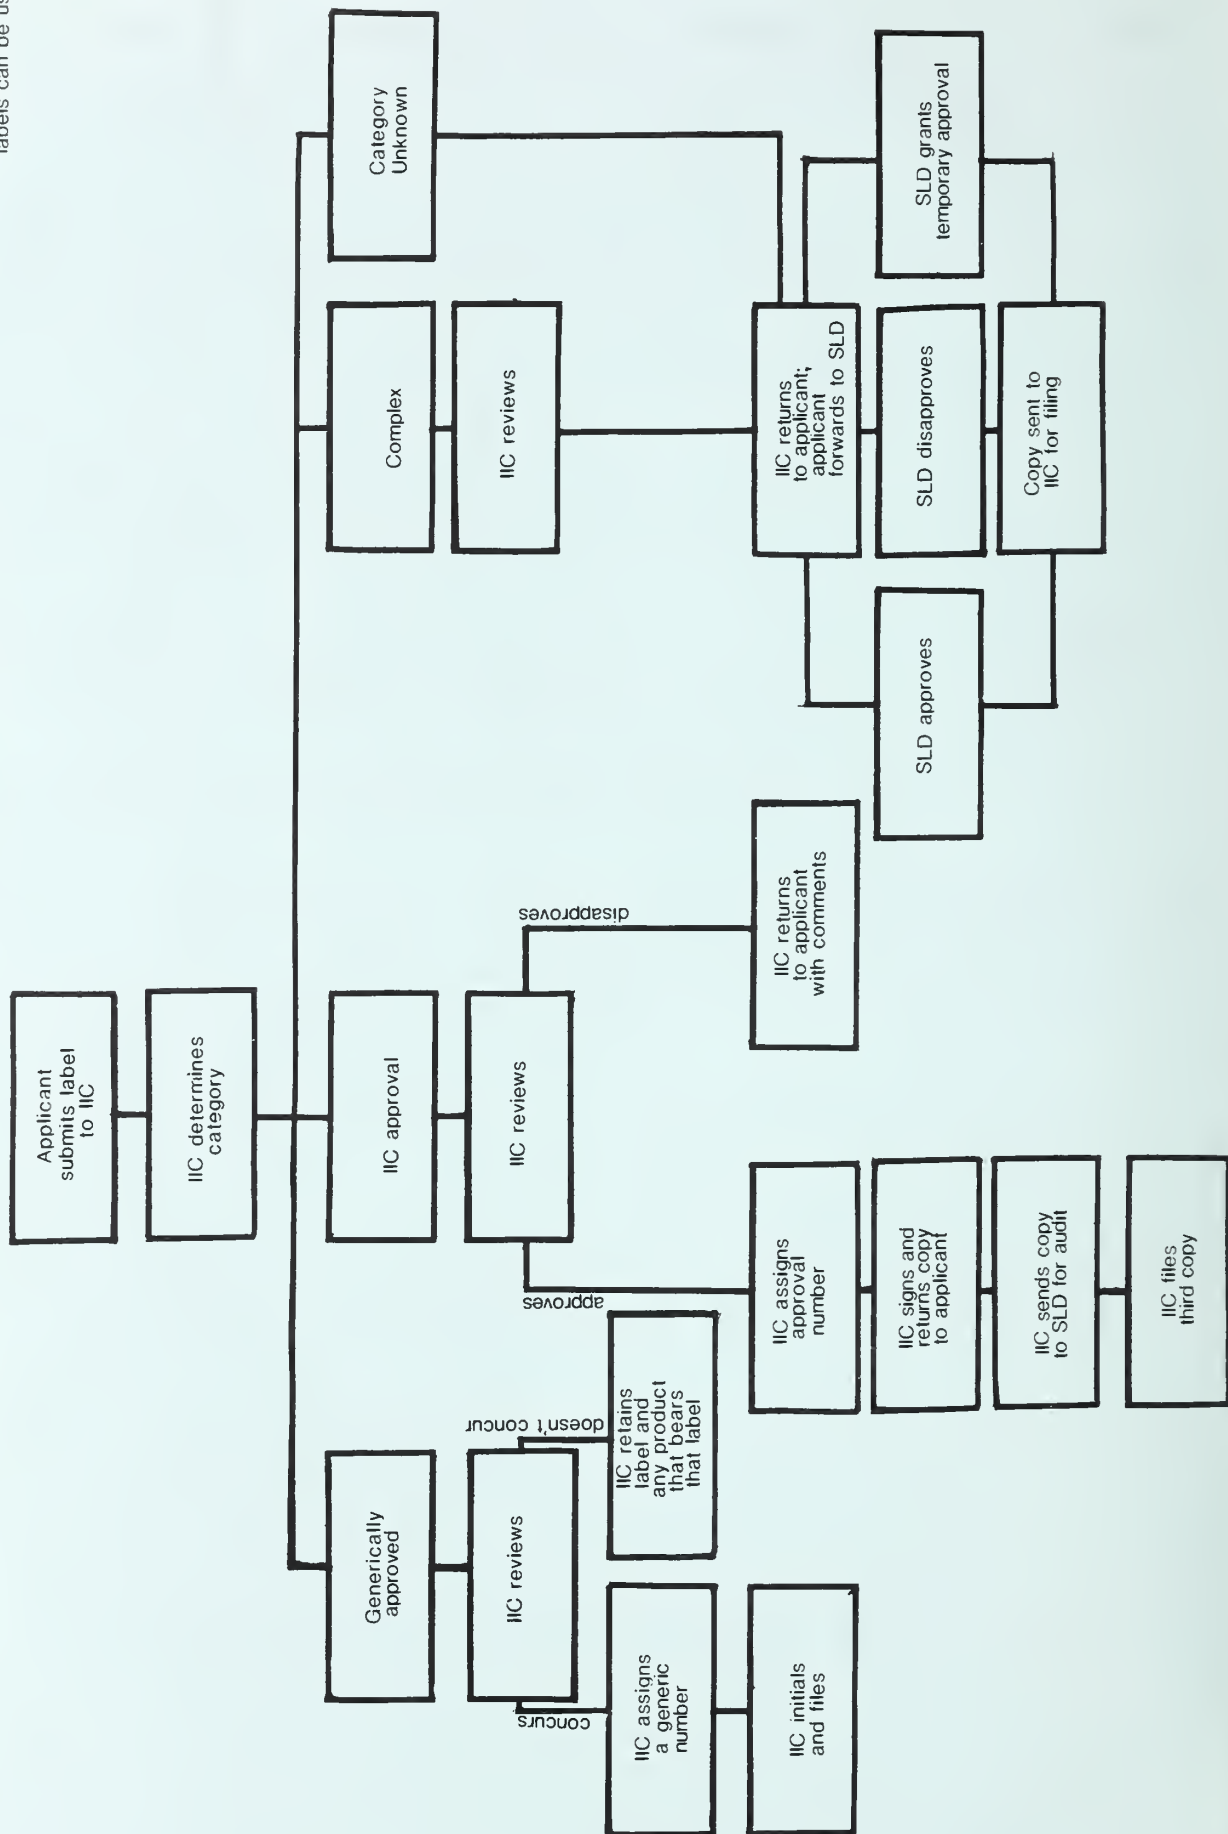 labels can be
Applicant
submits label
to IIC
IIC determines
category
Generically
approved
IIC approval
Complex
Category
Unknown
IIC reviews
IIC reviews
IIC reviews
concurs
doesn't concur
approves
disapproves
IIC assigns
a generic
number
IIC retains
label and
any product
that bears
that label
IIC initials
and files
IIC assigns
approval
number
IIC returns
to applicant
with comments
IIC returns
to applicant;
applicant
forwards to SLD
IIC signs and
returns copy
to applicant
SLD approves
SLD disapproves
SLD grants
temporary approval
IIC sends copy
to SLD for audit
Copy sent to
IIC for filing
IIC files
third copy